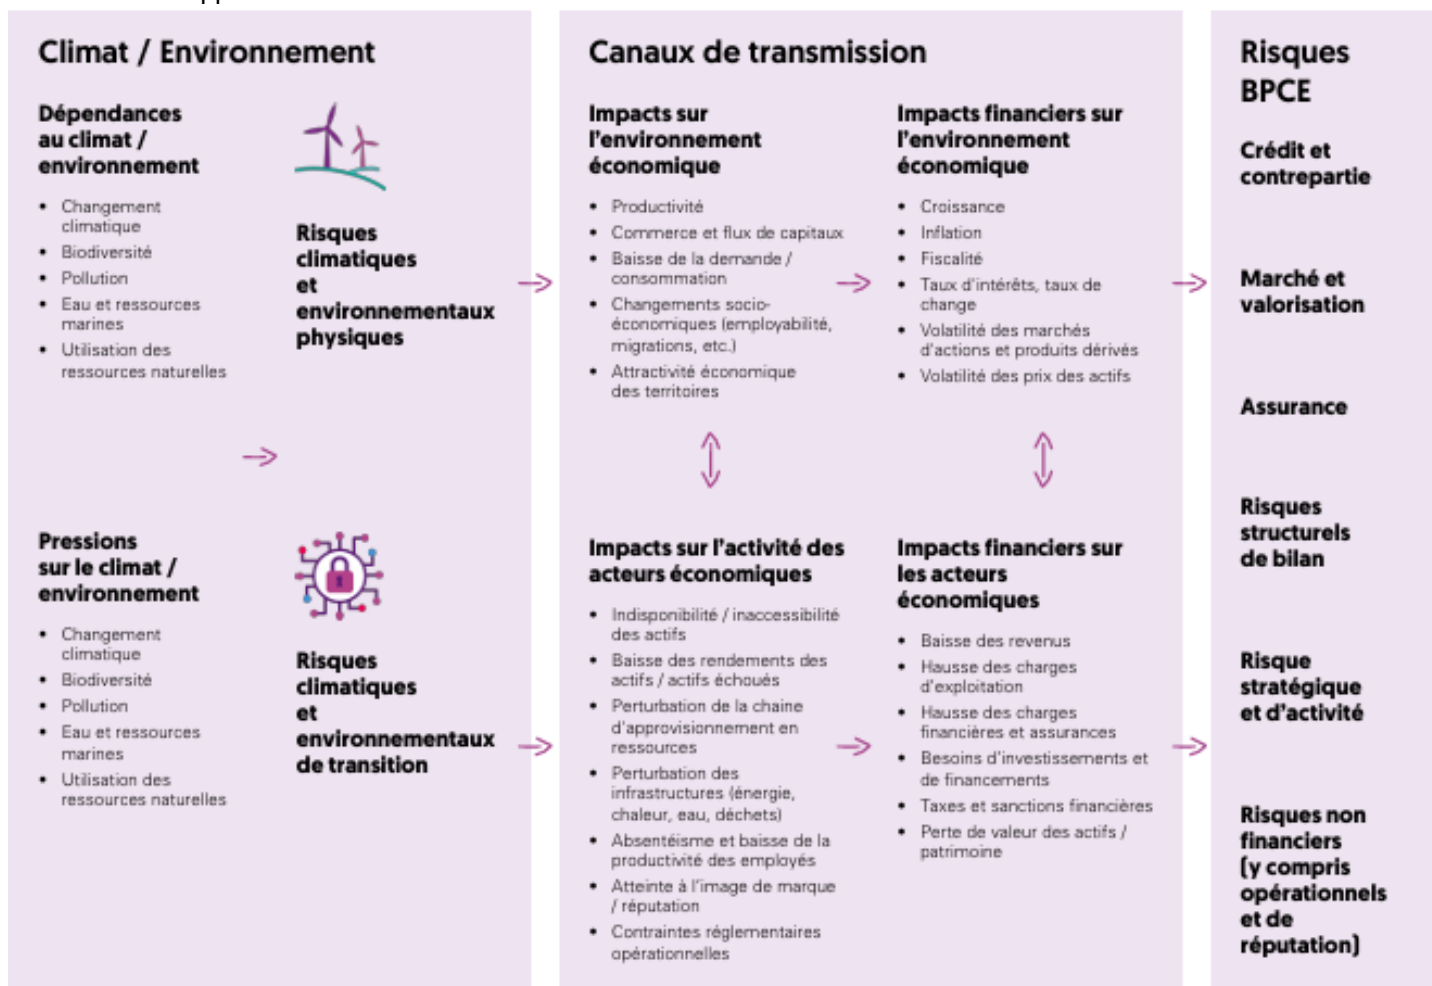 Climat / Environnement
Dépendances
au climat /
environnement
• Changement
climatique
• Biodiversité
• Pollution
• Eau et ressources
marines
• Utilisation des
ressources naturelles
Risques
climatiques
et
environnementaux
physiques
Pressions
sur le climat /
environnement
• Changement
climatique
• Biodiversité
• Pollution
• Eau et ressources
marines
• Utilisation des
ressources naturelles
Risques
climatiques
et
environnementaux
de transition
Canaux de transmission
Impacts sur
l'environnement
économique
• Productivité
• Commerce et flux de capitaux
• Baisse de la demande /
consommation
• Changements socio-
économiques (employabilité,
migrations, etc.)
• Attractivité économique
des territoires
Impacts financiers sur
l'environnement
économique
• Croissance
• Inflation
• Fiscalité
• Taux d'intérêts, taux de
change
• Volatilité des marchés
d'actions et produits dérivés
• Volatilité des prix des actifs
Impacts sur l'activité des
acteurs économiques
• Indisponibilité / inaccessibilité
des actifs
• Baisse des rendements des
actifs / actifs échoués
• Perturbation de la chaine
d'approvisionnement en
ressources
• Perturbation des
infrastructures (énergie,
chaleur, eau, déchets)
• Absentéisme et baisse de la
productivité des employés
• Atteinte à l'image de marque
/ réputation
• Contraintes réglementaires
opérationnelles
Impacts financiers sur
les acteurs
économiques
• Baisse des revenus
• Hausse des charges
d'exploitation
• Hausse des charges
financières et assurances
• Besoins d'investissements et
de financements
• Taxes et sanctions financières
• Perte de valeur des actifs /
patrimoine
Risques
BPCE
Crédit et
contrepartie
Marché et
valorisation
Assurance
Risques
structurels
de bilan
Risque
stratégique
et d'activité
Risques non
financiers
(y compris
opérationnels
et de
réputation)